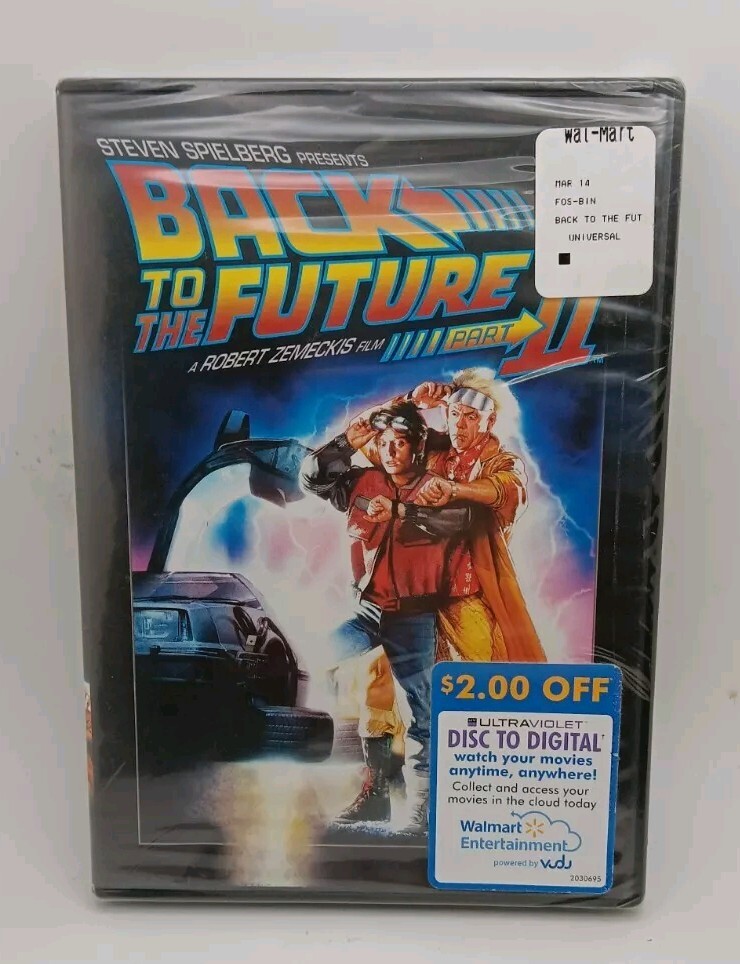 STEVEN SPIELBERG PRESENTS
BACK
TO THE FUTURE
A ROBERT ZEMECKIS FILM
PART II
TM
Wal-Mart
MAR 14
FOS-BIN
BACK TO THE FUT
UNIVERSAL
$2.00 OFF
ULTRAVIOLET
DISC TO DIGITAL
watch your movies
anytime, anywhere!
Collect and access your
movies in the cloud today
Walmart
Entertainment
powered by VUDU
2030695